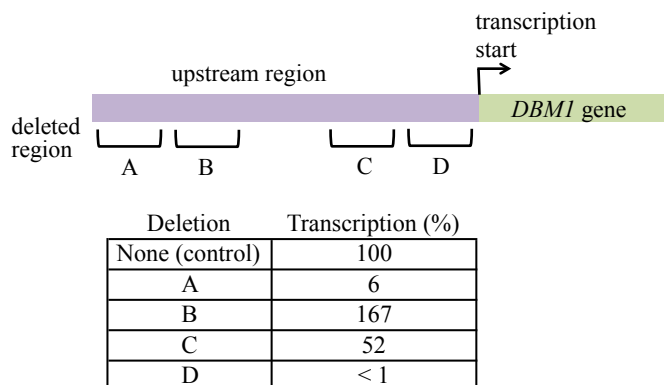 transcription
start
upstream region
DBM1 gene
deleted
region
A B C D
Deletion Transcription (%)
None (control) 100
A 6
B 167
C 52
D < 1